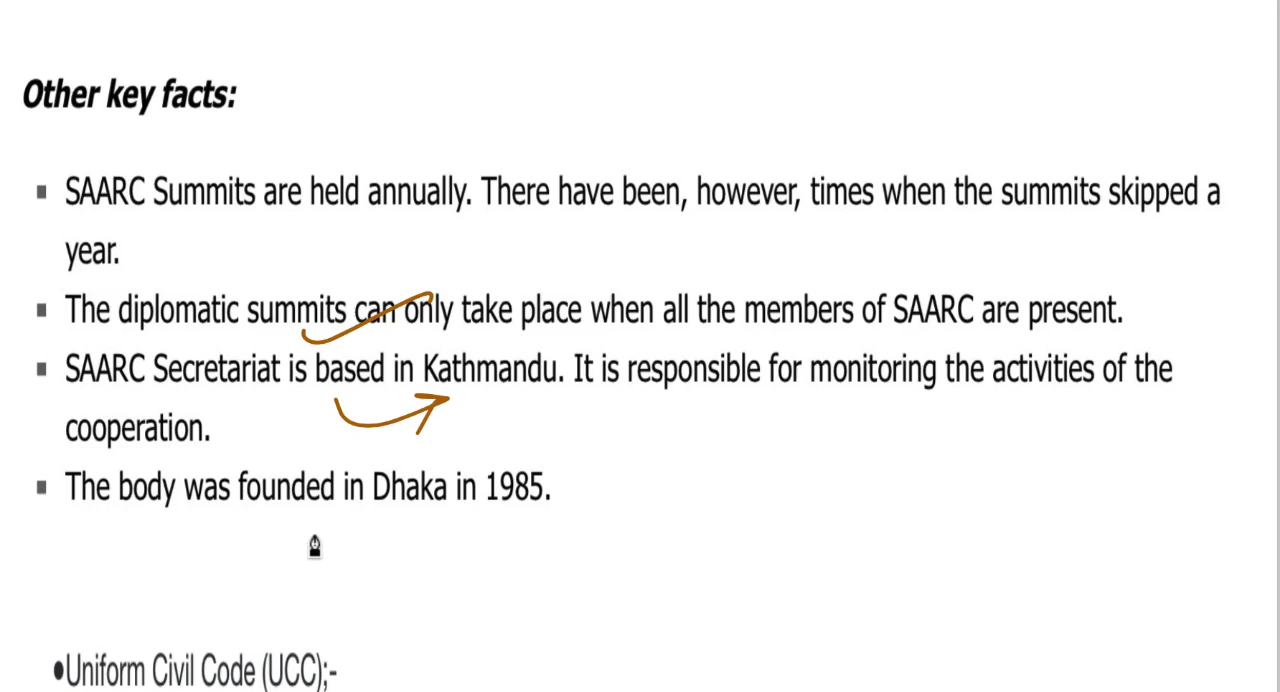 Other key facts:
▪ SAARC Summits are held annually. There have been, however, times when the summits skipped a
year.
▪ The diplomatic summits can only take place when all the members of SAARC are present.
▪ SAARC Secretariat is based in Kathmandu. It is responsible for monitoring the activities of the
cooperation.
▪ The body was founded in Dhaka in 1985.
•Uniform Civil Code (UCC);-